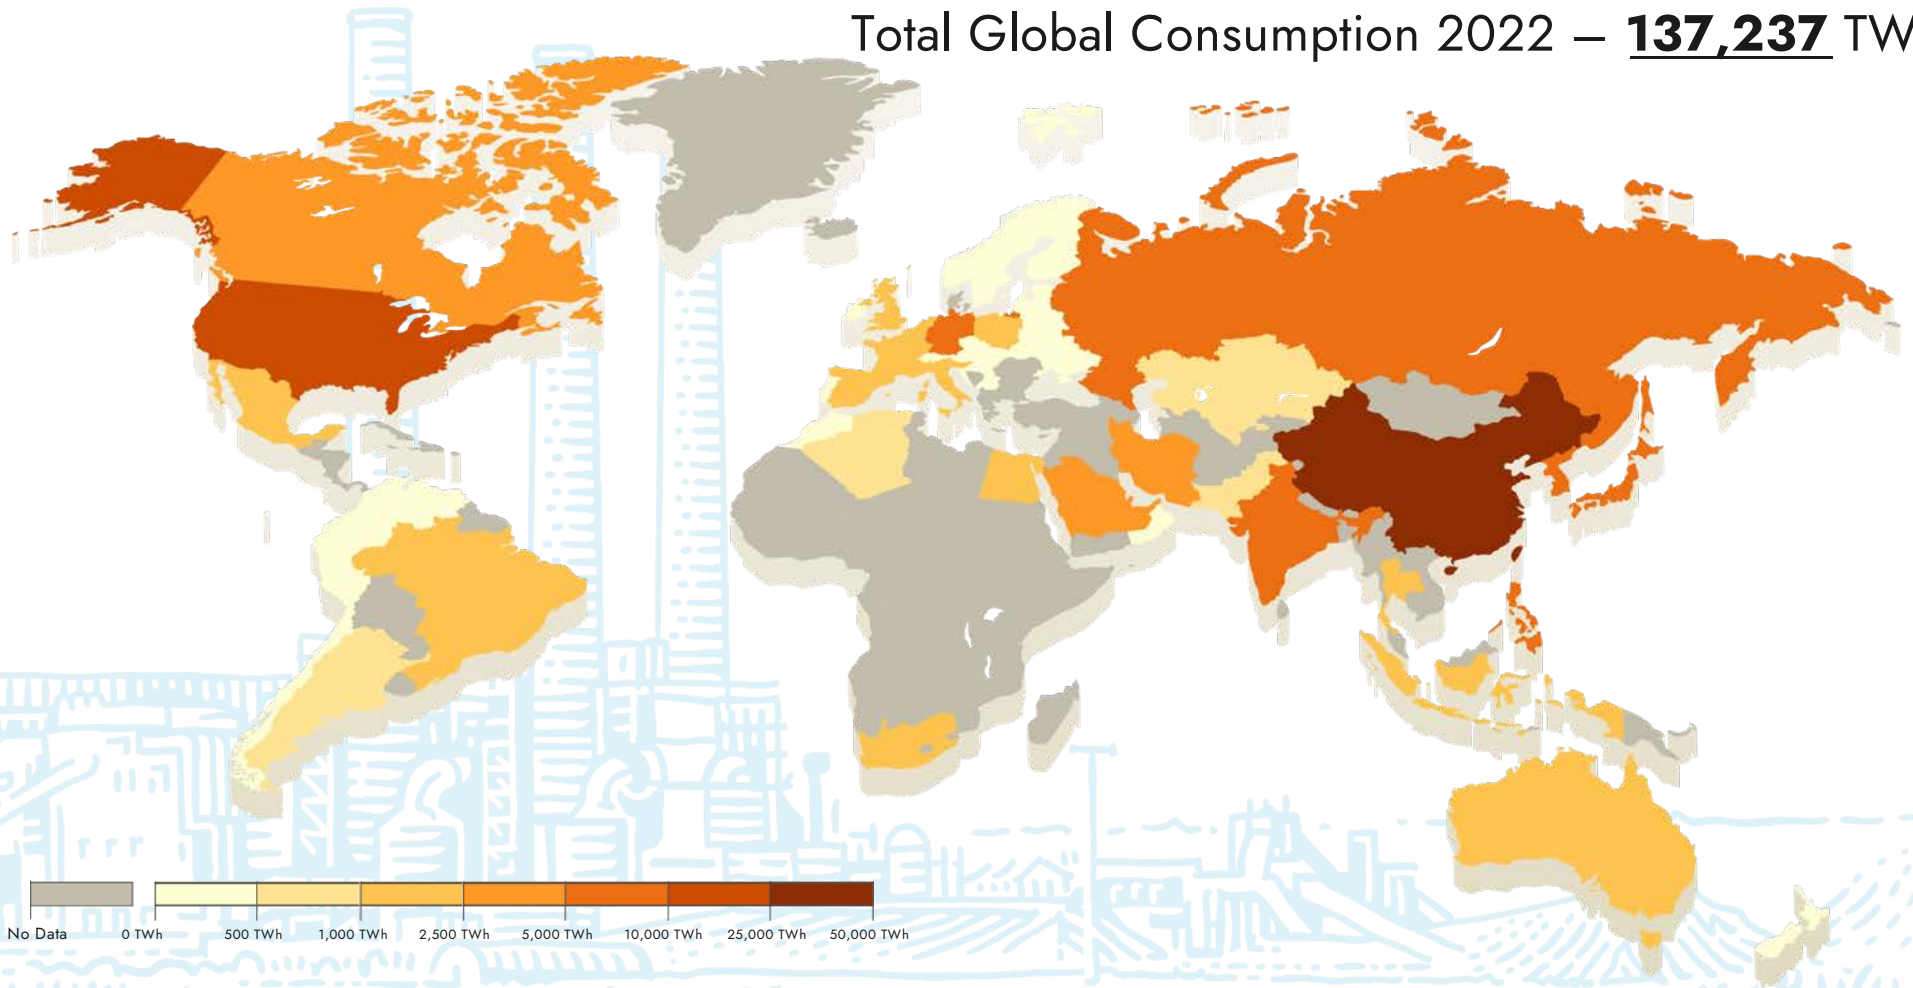 Total Global Consumption 2022 – 137,237 TW
No Data
0 TWh
500 TWh
1,000 TWh
2,500 TWh
5,000 TWh
10,000 TWh
25,000 TWh
50,000 TWh